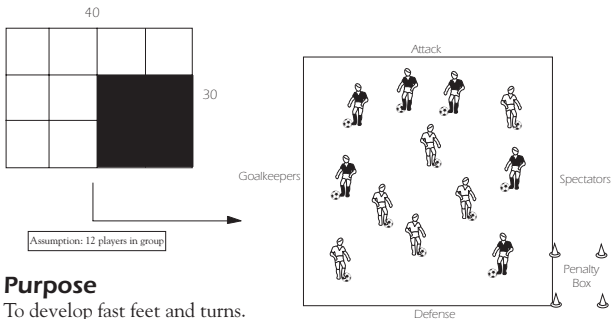 40
30
Attack
Goalkeepers
Spectators
Assumption: 12 players in group
Penalty
Box
Purpose
To develop fast feet and turns.
Defense